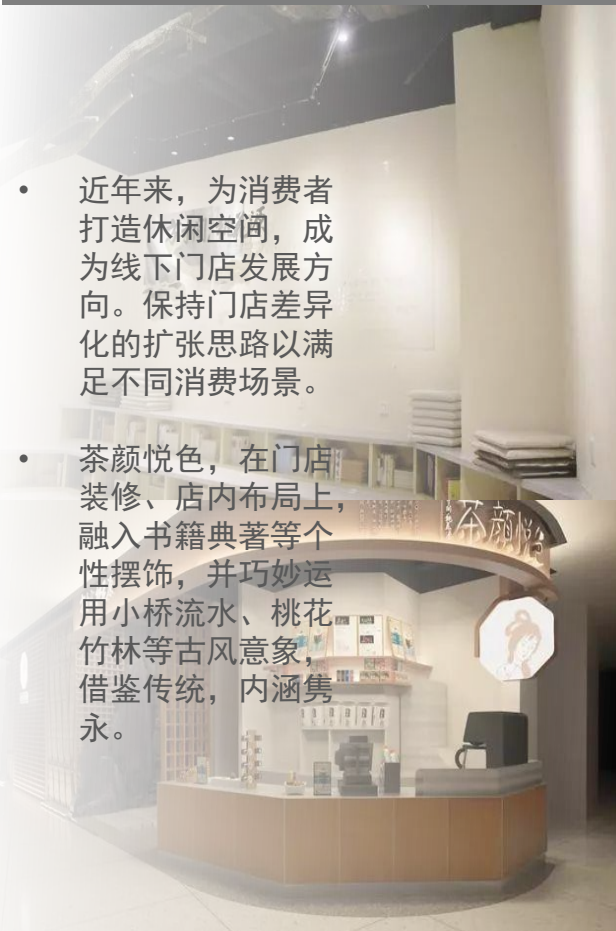 • 近年来，为消费者
打造休闲空间，成
为线下门店发展方
向。保持门店差异
化的扩张思路以满
足不同消费场景。
• 茶颜悦色，在门店
装修、店内布局上，
融入书籍典著等个
性摆饰，并巧妙运
用小桥流水、桃花
竹林等古风意象，
借鉴传统，内涵隽
永。
茶颜悦色